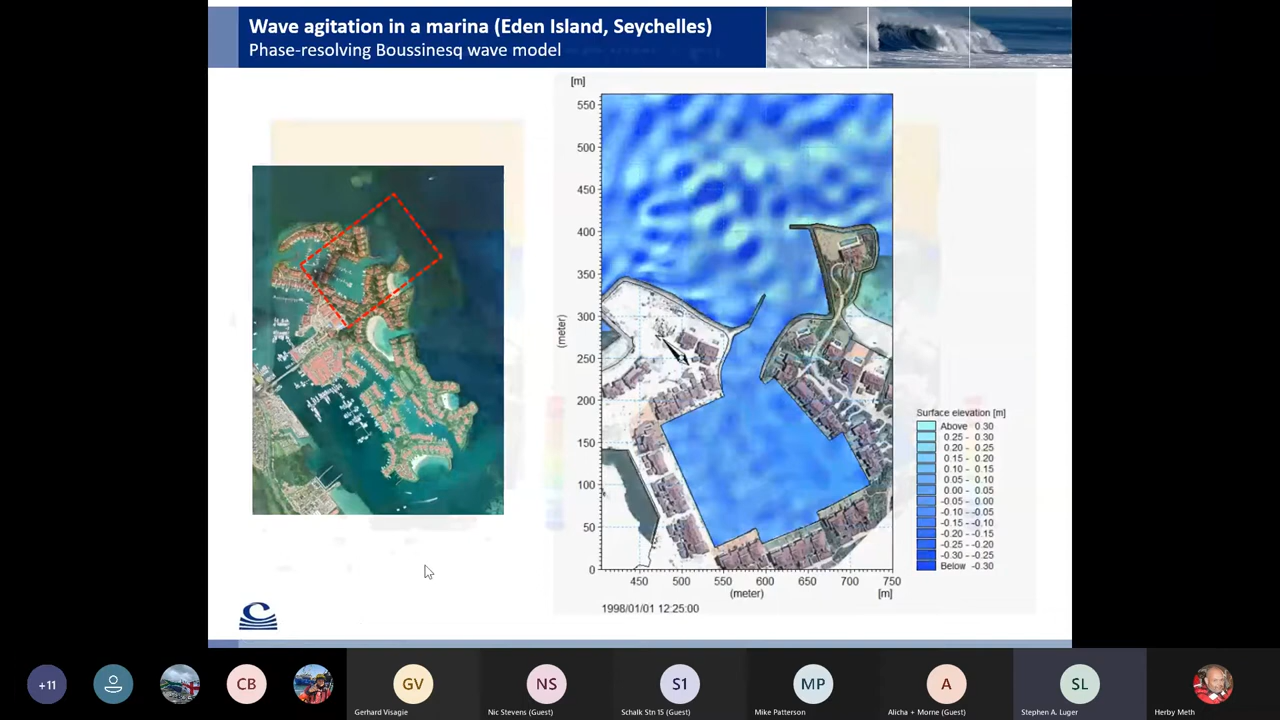 Wave agitation in a marina (Eden Island, Seychelles)
Phase-resolving Boussinesq wave model
[m]
550
500
450
400
350
300
250
200
150
100
50
0
(meter)
450
500
550
600
650
700
750
(meter)
[m]
1998/01/01 12:25:00
Surface elevation [m]
Above 0.30
0.25 - 0.30
0.20 - 0.25
0.15 - 0.20
0.10 - 0.15
0.05 - 0.10
0.00 - 0.05
-0.05 - 0.00
-0.10 - -0.05
-0.15 - -0.10
-0.20 - -0.15
-0.25 - -0.20
-0.30 - -0.25
Below -0.30
+11
CB
GV
NS
S1
MP
A
SL
Gerhard Visagie
Nic Stevens (Guest)
Schalk Stn 15 (Guest)
Mike Patterson
Alicha + Morne (Guest)
Stephen A. Luger
Herby Meth